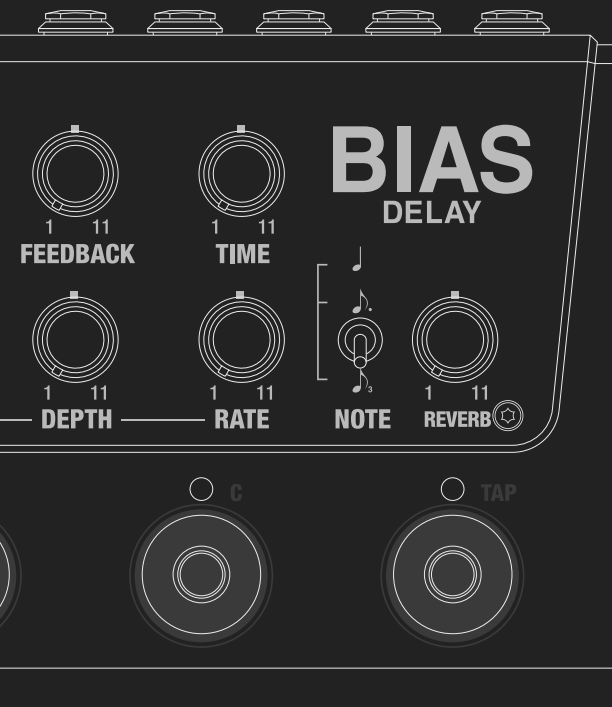 BIAS
DELAY
1 11
FEEDBACK
1 11
TIME
1 11
DEPTH
1 11
RATE
3
NOTE
1 11
REVERB
C
TAP